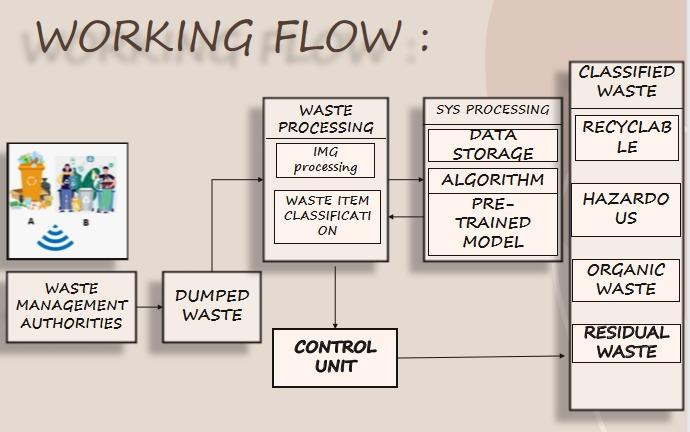 WORKING FLOW :
A
B
WASTE
MANAGEMENT
AUTHORITIES
DUMPED
WASTE
WASTE
PROCESSING
IMG
processing
WASTE ITEM
CLASSIFICATI
ON
SYS PROCESSING
DATA
STORAGE
ALGORITHM
PRE-
TRAINED
MODEL
CONTROL
UNIT
CLASSIFIED
WASTE
RECYCLAB
LE
HAZARDO
US
ORGANIC
WASTE
RESIDUAL
WASTE